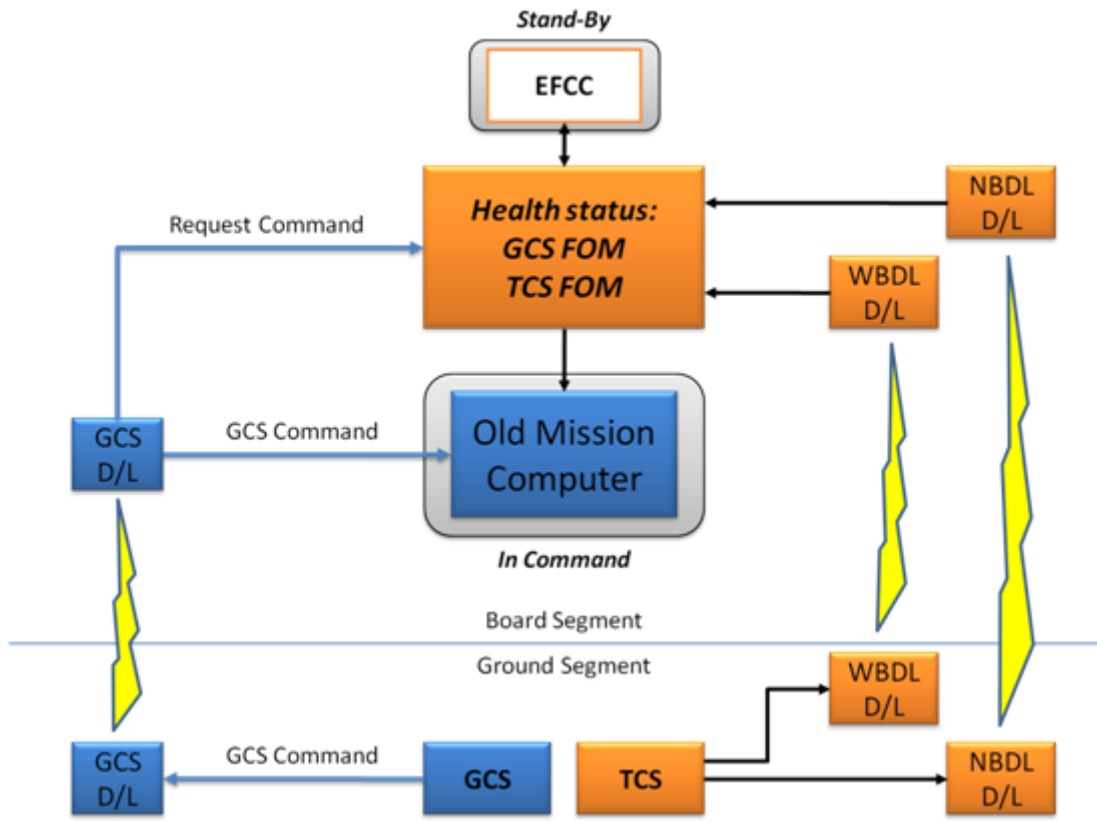 Stand-By
EFCC
Health status:
GCS FOM
TCS FOM
NBDL
D/L
Request Command
WBDL
D/L
GCS
D/L
GCS Command
Old Mission
Computer
In Command
Board Segment
Ground Segment
WBDL
D/L
GCS
D/L
GCS Command
GCS
TCS
NBDL
D/L